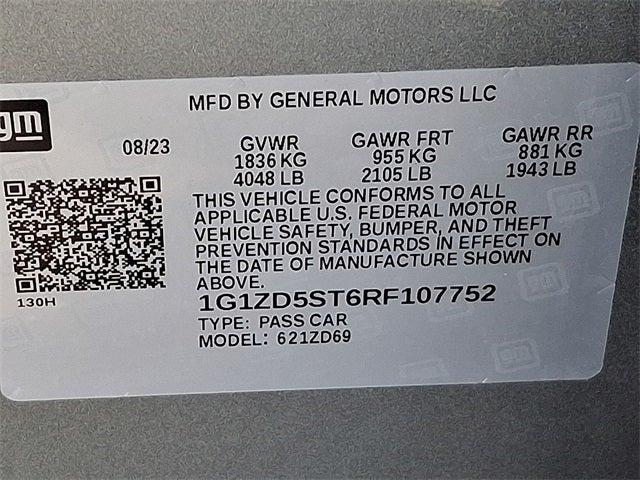 MFD BY GENERAL MOTORS LLC
gm
08/23
GVWR GAWR FRT GAWR RR
1836 KG 955 KG 881 KG
4048 LB 2105 LB 1943 LB
THIS VEHICLE CONFORMS TO ALL
APPLICABLE U.S. FEDERAL MOTOR
VEHICLE SAFETY, BUMPER, AND THEFT
PREVENTION STANDARDS IN EFFECT ON
THE DATE OF MANUFACTURE SHOWN
ABOVE.
130H
1G1ZD5ST6RF107752
TYPE: PASS CAR
MODEL: 621ZD69
gm